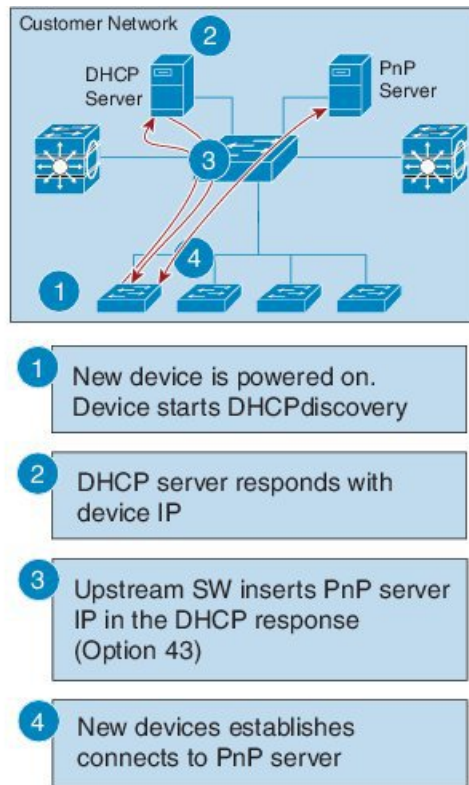 Customer Network
2
DHCP
Server
PnP
Server
3
4
1
1
New device is powered on.
Device starts DHCPdiscovery
2
DHCP server responds with
device IP
3
Upstream SW inserts PnP server
IP in the DHCP response
(Option 43)
4
New devices establishes
connects to PnP server